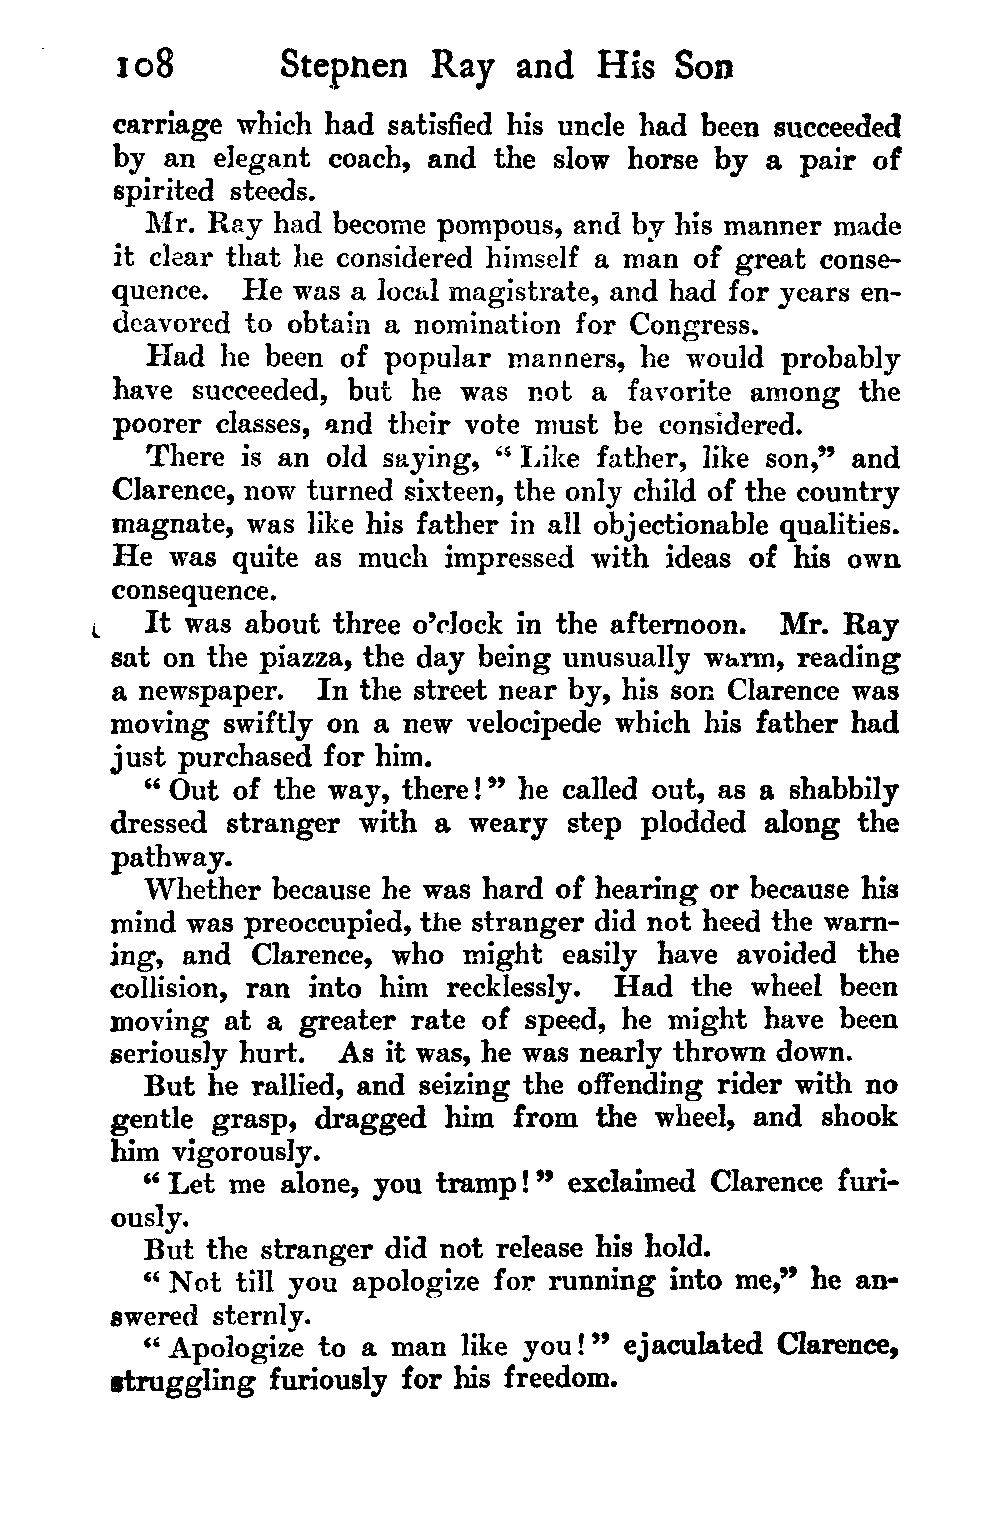 108 Stephen Ray and His Son
carriage which had satisfied his uncle had been succeeded
by an elegant coach, and the slow horse by a pair of
spirited steeds.
Mr. Ray had become pompous, and by his manner made
it clear that he considered himself a man of great conse-
quence. He was a local magistrate, and had for years en-
deavored to obtain a nomination for Congress.
Had he been of popular manners, he would probably
have succeeded, but he was not a favorite among the
poorer classes, and their vote must be considered.
There is an old saying, “Like father, like son,” and
Clarence, now turned sixteen, the only child of the country
magnate, was like his father in all objectionable qualities.
He was quite as much impressed with ideas of his own
consequence.
It was about three o’clock in the afternoon. Mr. Ray
sat on the piazza, the day being unusually warm, reading
a newspaper. In the street near by, his son Clarence was
moving swiftly on a new velocipede which his father had
just purchased for him.
“Out of the way, there!” he called out, as a shabbily
dressed stranger with a weary step plodded along the
pathway.
Whether because he was hard of hearing or because his
mind was preoccupied, the stranger did not heed the warn-
ing, and Clarence, who might easily have avoided the
collision, ran into him recklessly. Had the wheel been
moving at a greater rate of speed, he might have been
seriously hurt. As it was, he was nearly thrown down.
But he rallied, and seizing the offending rider with no
gentle grasp, dragged him from the wheel, and shook
him vigorously.
“Let me alone, you tramp!” exclaimed Clarence furi-
ously.
But the stranger did not release his hold.
“Not till you apologize for running into me,” he an-
swered sternly.
“Apologize to a man like you!” ejaculated Clarence,
struggling furiously for his freedom.